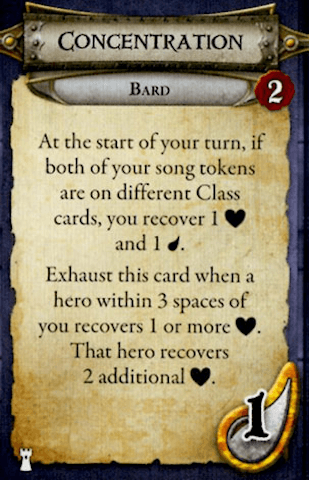 CONCENTRATION
BARD
2
At the start of your turn, if
both of your song tokens
are on different Class
cards, you recover 1 ♥
and 1 .
Exhaust this card when a
hero within 3 spaces of
you recovers 1 or more ♥.
That hero recovers
2 additional ♥.
1